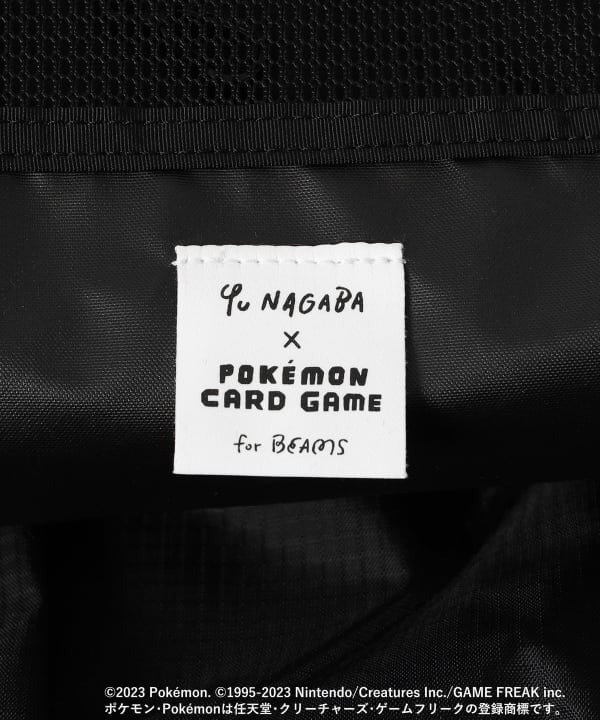 Yu NAGABA
×
POKÉMON
CARD GAME
for BEAMS
©2023 Pokémon. ©1995-2023 Nintendo/Creatures Inc./GAME FREAK inc.
ポケモン･Pokémonは任天堂･クリーチャーズ･ゲームフリークの登録商標です。